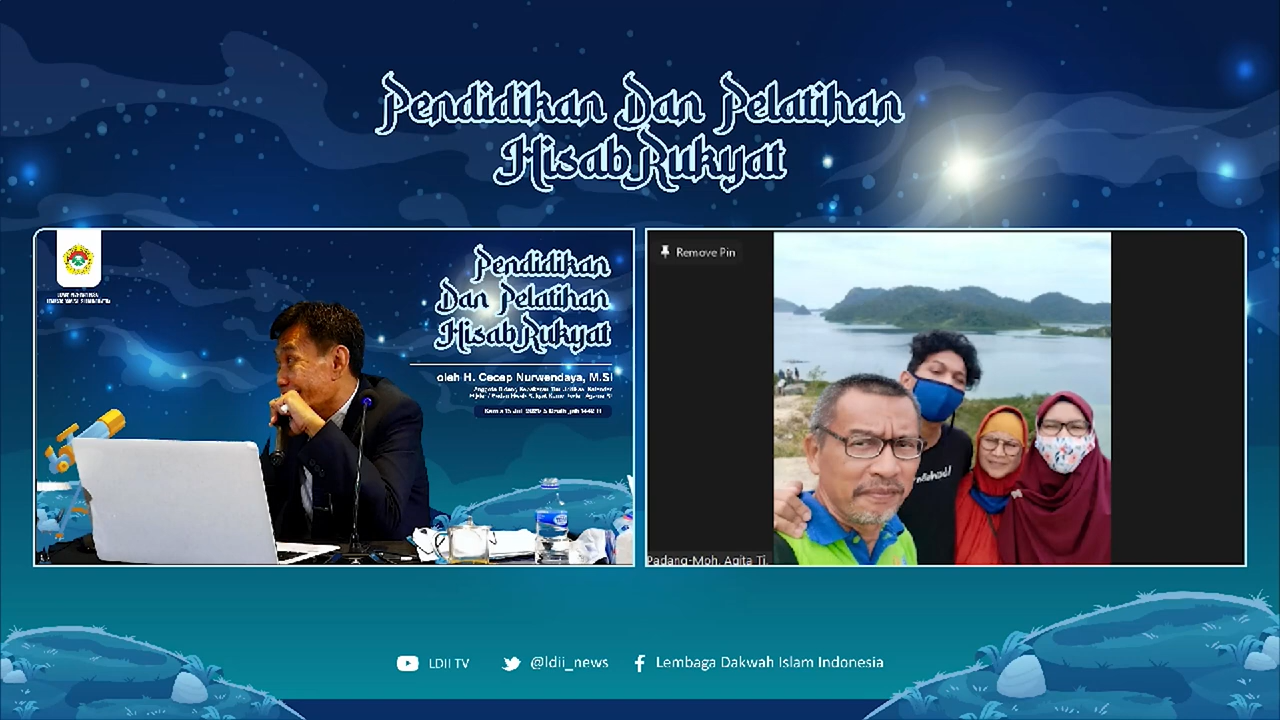 Pendidikan Dan Pelatihan
Hisab Rukyat
Pendidikan
Dan Pelatihan
Hisab Rukyat
oleh H. Cecep Nurwendaya, M.Si
Remove Pin
Padang-Moh. Agita Ti.
LDII TV
@ldii_news
Lembaga Dakwah Islam Indonesia